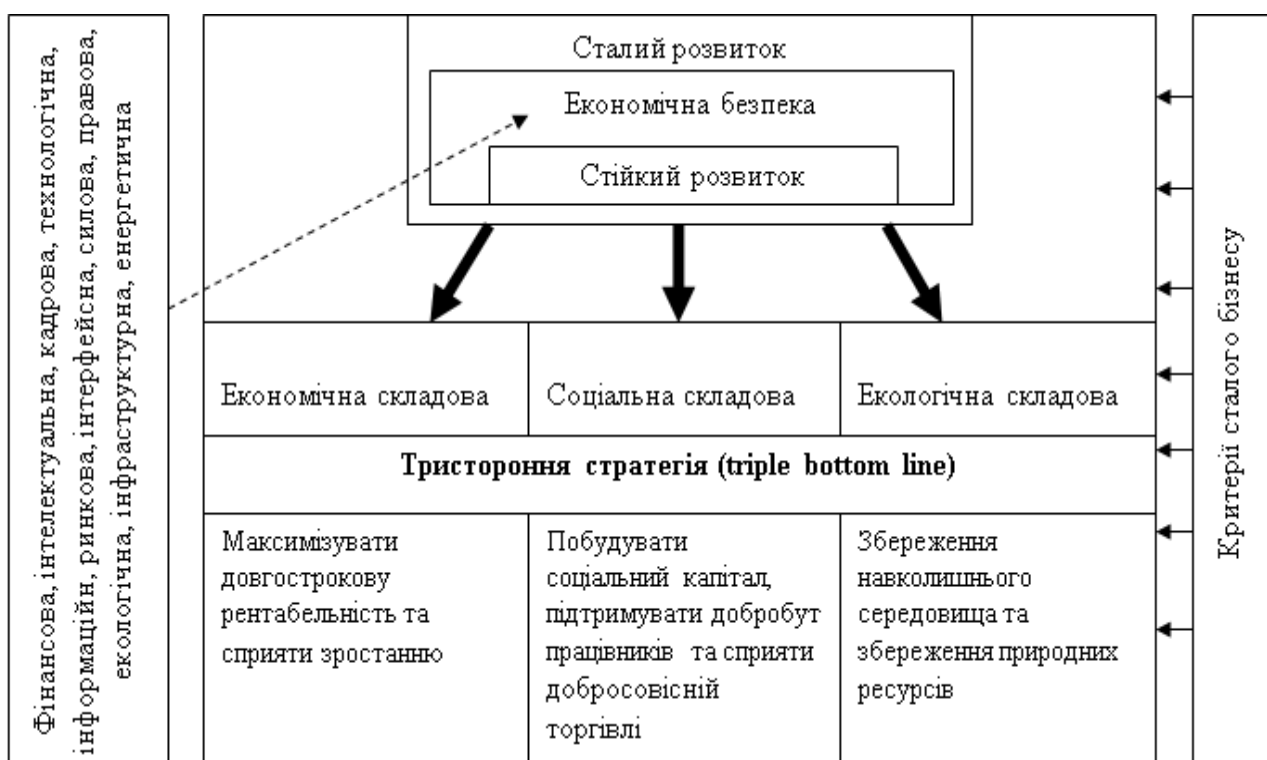 Фінансова, інтелектуальна, кадрова, технологічна,
інформаційн, ринкова, інтерфейсна, силова, правова,
екологічна, інфраструктурна, енергетична
Сталий розвиток
Економічна безпека
Стійкий розвиток
Економічна складова
Соціальна складова
Екологічна складова
Тристороння стратегія (triple bottom line)
Максимізувати
довгострокову
рентабельність та
сприяти зростанню
Побудувати
соціальний капітал,
підтримувати добробут
працівників та сприяти
добросовісній
торгівлі
Збереження
навколишнього
середовища та
збереження природних
ресурсів
Критерії сталого бізнесу